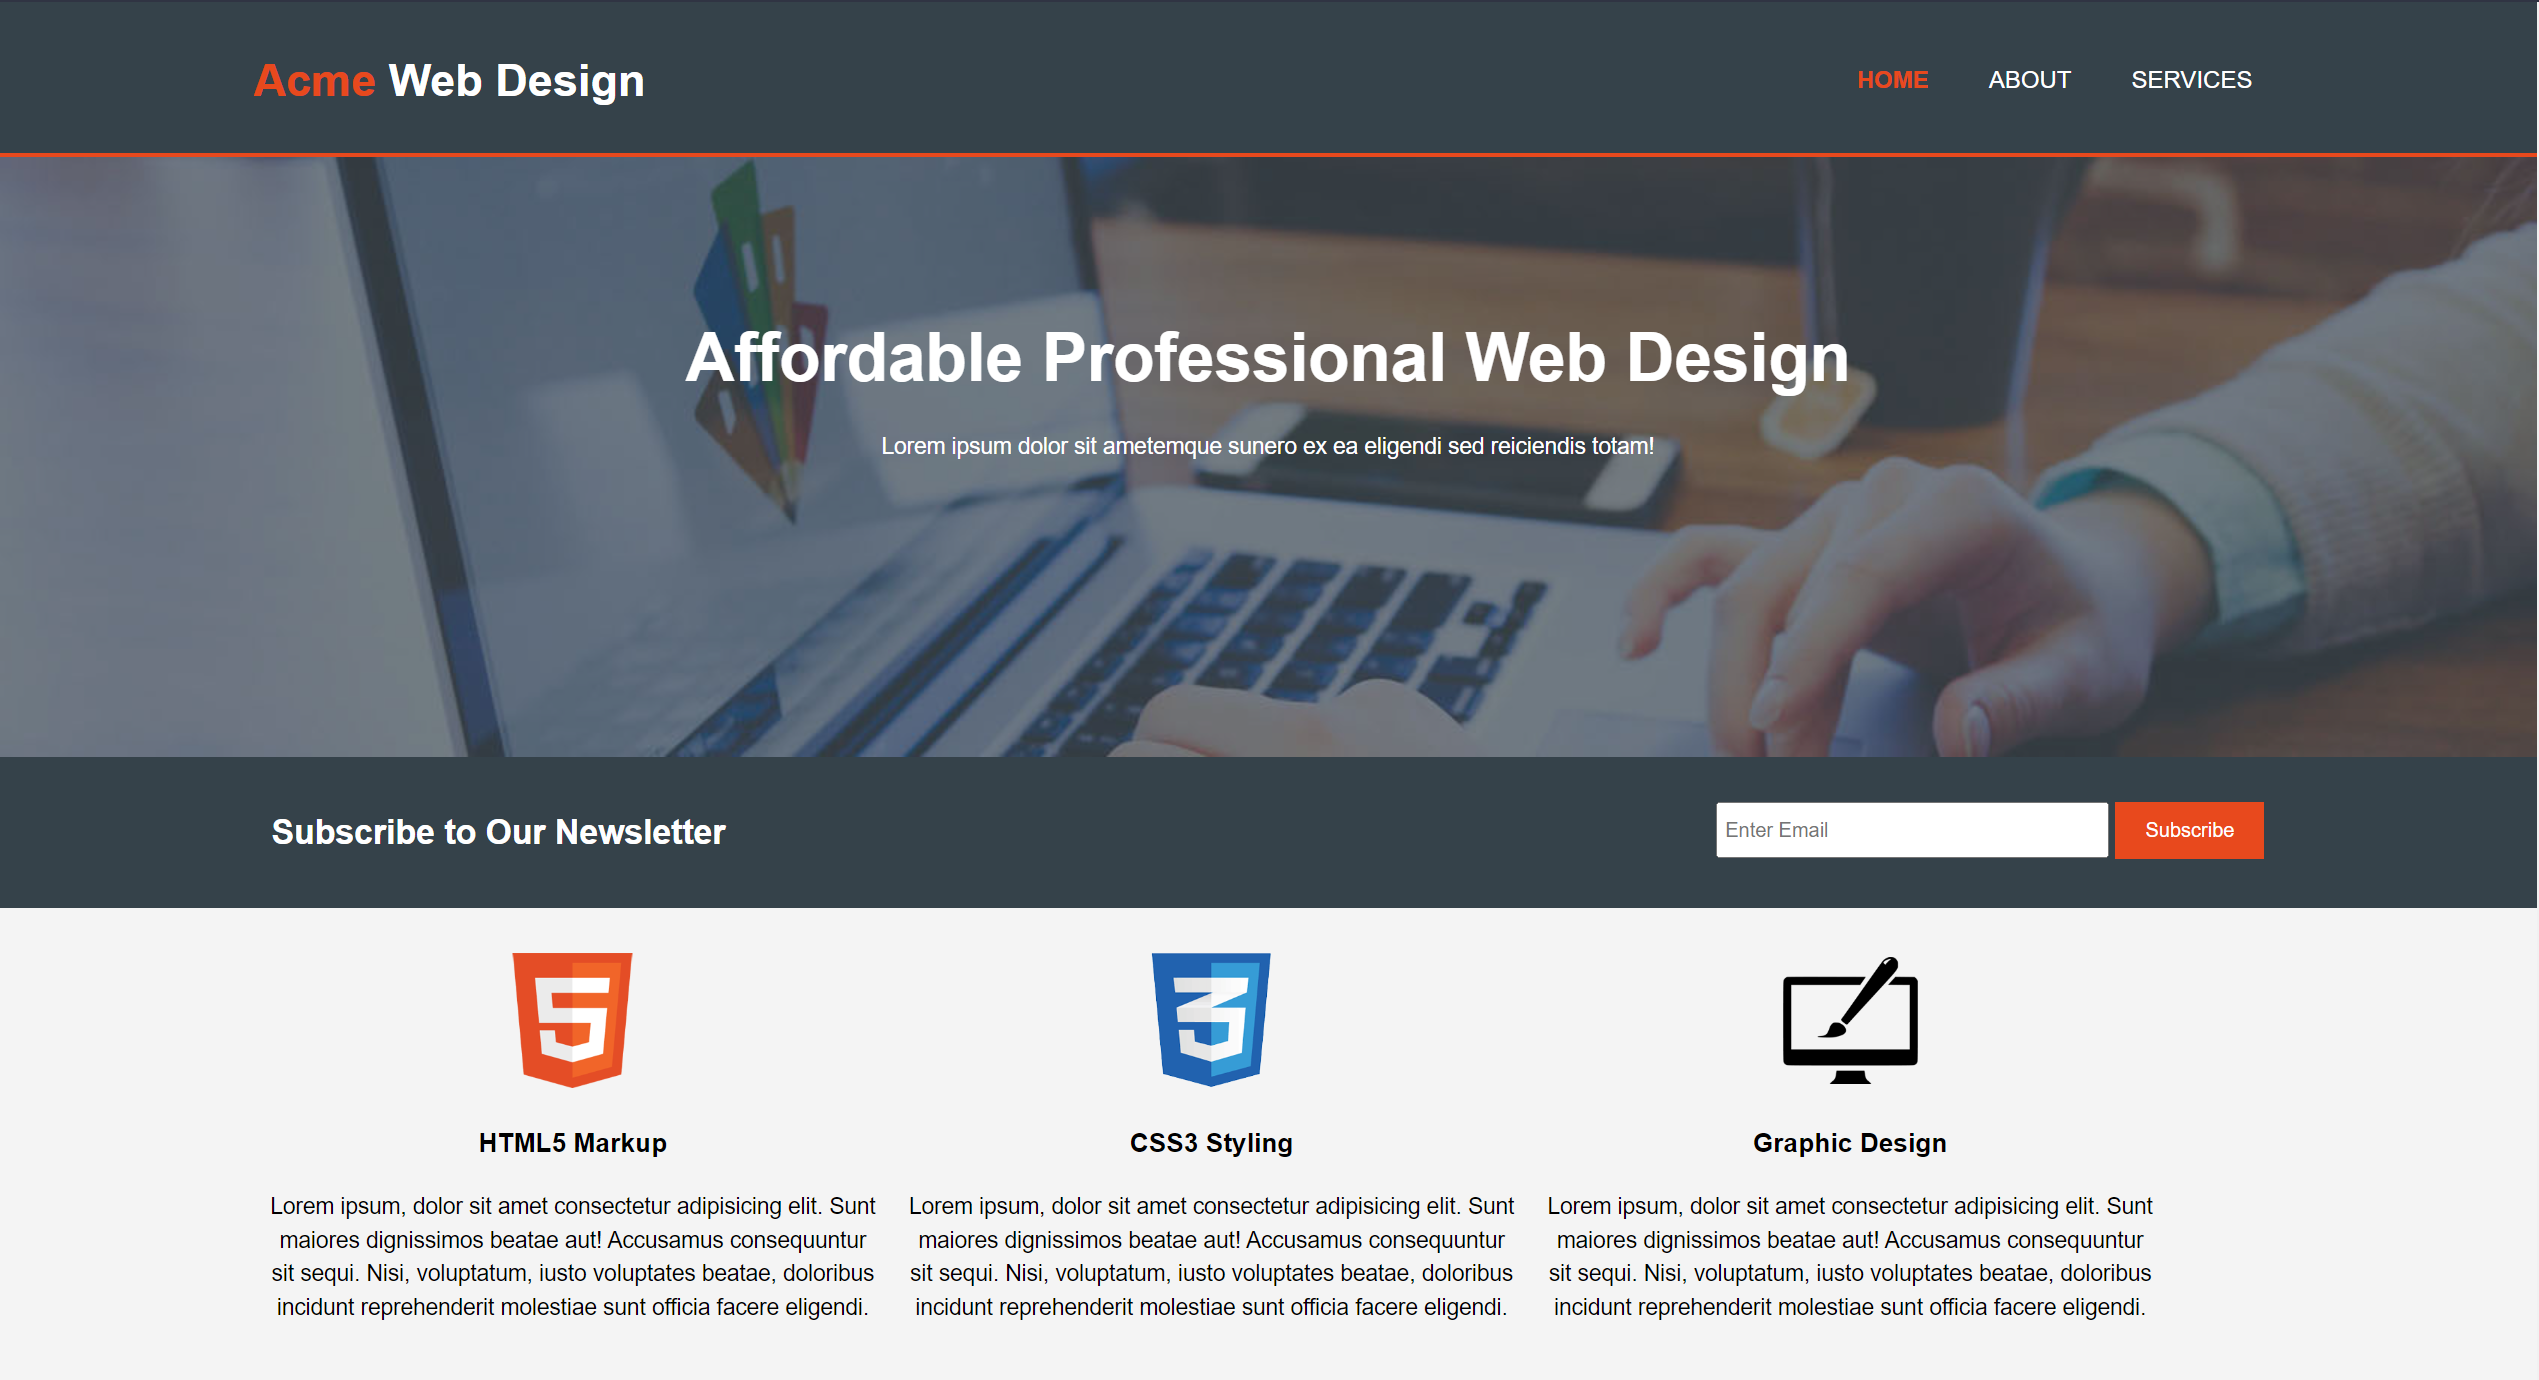 Acme Web Design
HOME ABOUT SERVICES
Affordable Professional Web Design
Lorem ipsum dolor sit ametemque sunero ex ea eligendi sed reiciendis totam!
Subscribe to Our Newsletter
Enter Email
Subscribe
HTML5 Markup
Lorem ipsum, dolor sit amet consectetur adipisicing elit. Sunt
maiores dignissimos beatae aut! Accusamus consequuntur
sit sequi. Nisi, voluptatum, iusto voluptates beatae, doloribus
incidunt reprehenderit molestiae sunt officia facere eligendi.
CSS3 Styling
Lorem ipsum, dolor sit amet consectetur adipisicing elit. Sunt
maiores dignissimos beatae aut! Accusamus consequuntur
sit sequi. Nisi, voluptatum, iusto voluptates beatae, doloribus
incidunt reprehenderit molestiae sunt officia facere eligendi.
Graphic Design
Lorem ipsum, dolor sit amet consectetur adipisicing elit. Sunt
maiores dignissimos beatae aut! Accusamus consequuntur
sit sequi. Nisi, voluptatum, iusto voluptates beatae, doloribus
incidunt reprehenderit molestiae sunt officia facere eligendi.